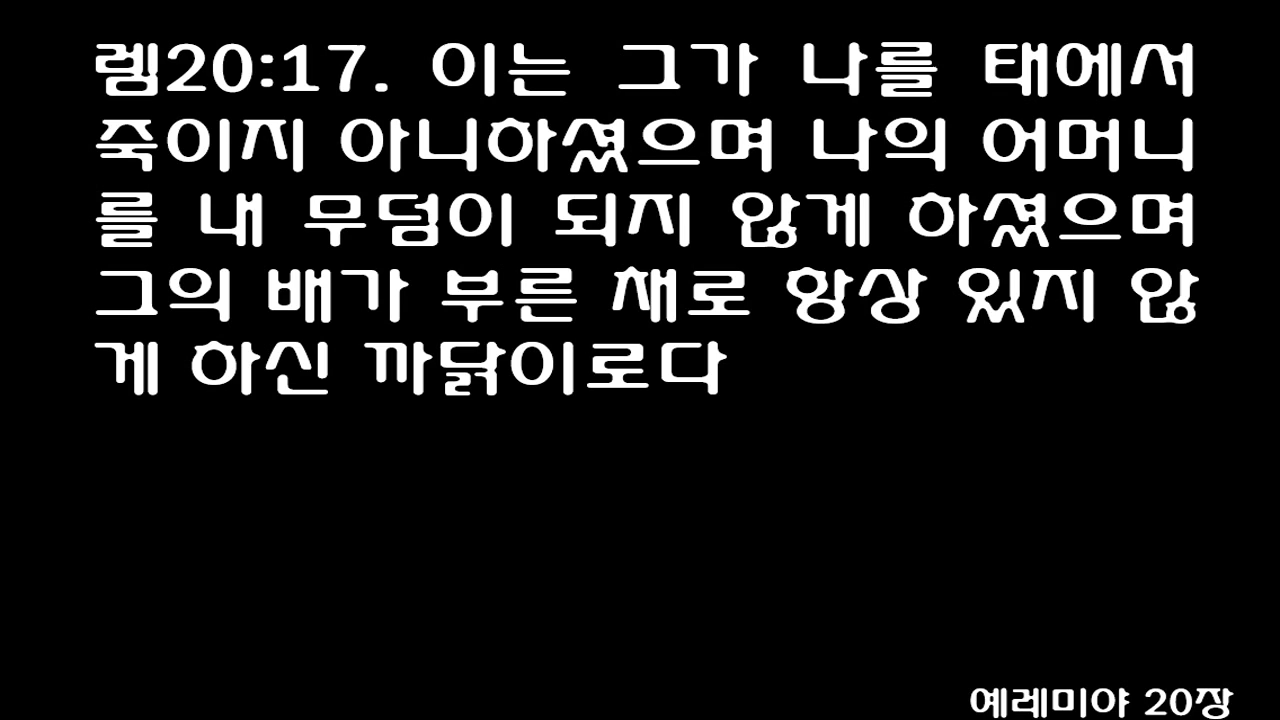 렘20:17. 이는 그가 나를 태에서
죽이지 아니하셨으며 나의 어머니
를 내 무덤이 되지 않게 하셨으며
그의 배가 부른 채로 항상 있지 않
게 하신 까닭이로다
예레미야 20장